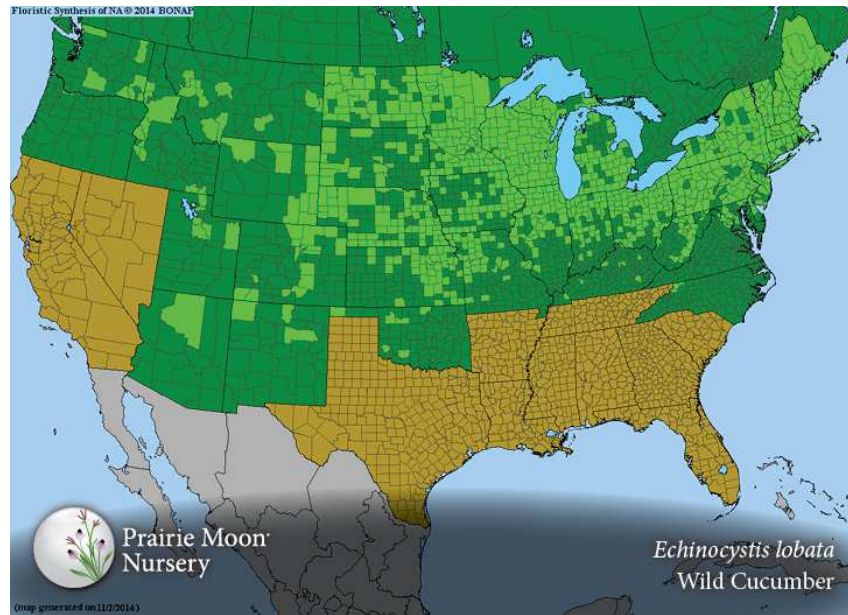 Floristic Synthesis of NA © 2014 BONAP
Prairie Moon
Nursery
Echinocystis lobata
Wild Cucumber
(map generated on 11/2/2014)